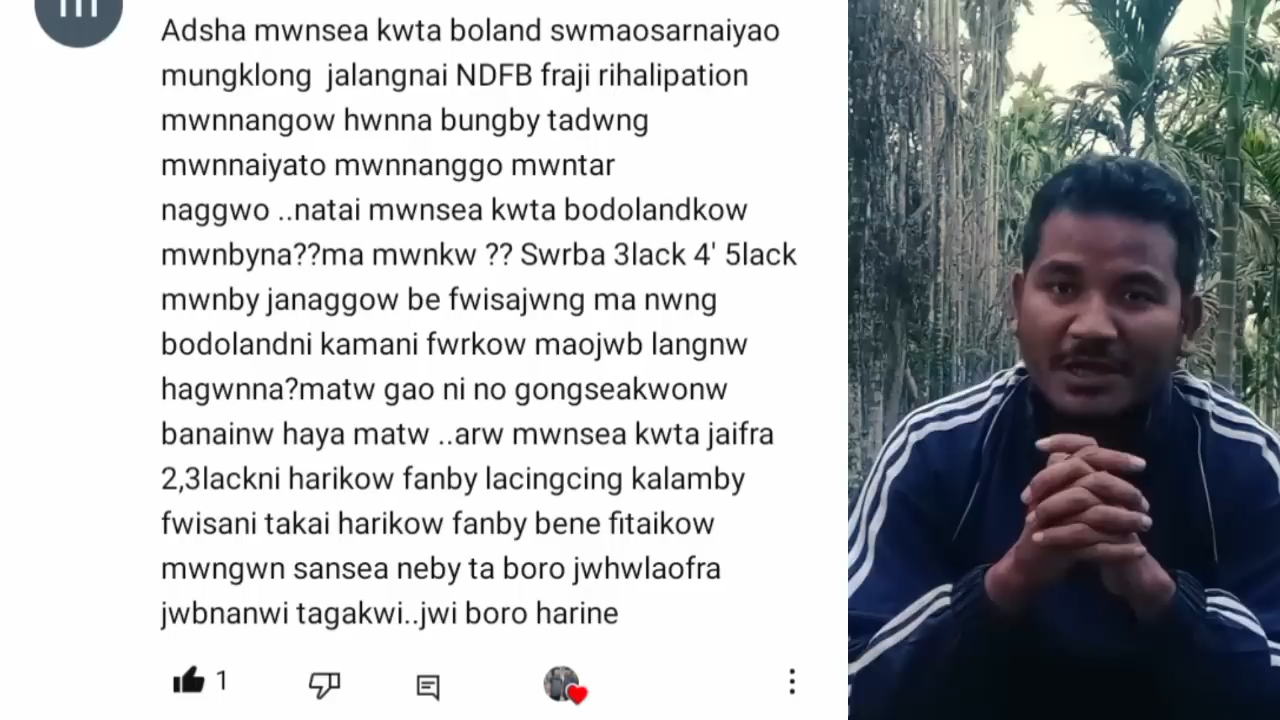 m
Adsha mwnsea kwta boland swmaosarnaiyao
mungklong jalangnai NDFB fraji rihalipation
mwnnangow hwnna bungby tadwng
mwnnaiyato mwnnanggo mwntar
naggwo ..natai mwnsea kwta bodolandkow
mwnbyna??ma mwnkw ?? Swrba 3lack 4' 5lack
mwnby janaggow be fwisajwng ma nwng
bodolandni kamani fwrkow maojwb langnw
hagwnna?matw gao ni no gongseakwonw
banainw haya matw ..arw mwnsea kwta jaifra
2,3lackni harikow fanby lacingcing kalamby
fwisani takai harikow fanby bene fitaikow
mwngwn sansea neby ta boro jwhwlaofra
jwbnanwi tagakwi..jwi boro harine
1